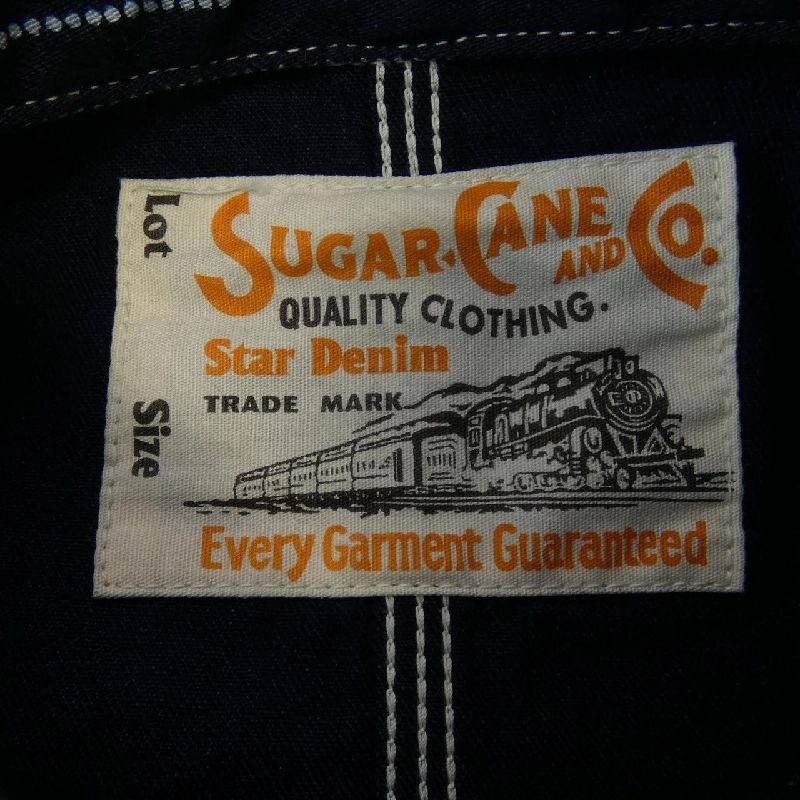 Lot
Size
SUGAR·CANE AND CO.
QUALITY CLOTHING.
Star Denim
TRADE MARK
Every Garment Guaranteed